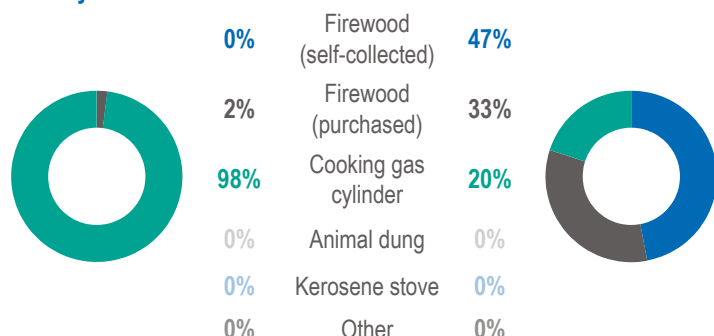 0% Firewood (self-collected) 47%
2% Firewood (purchased) 33%
98% Cooking gas cylinder 20%
0% Animal dung 0%
0% Kerosene stove 0%
0% Other 0%